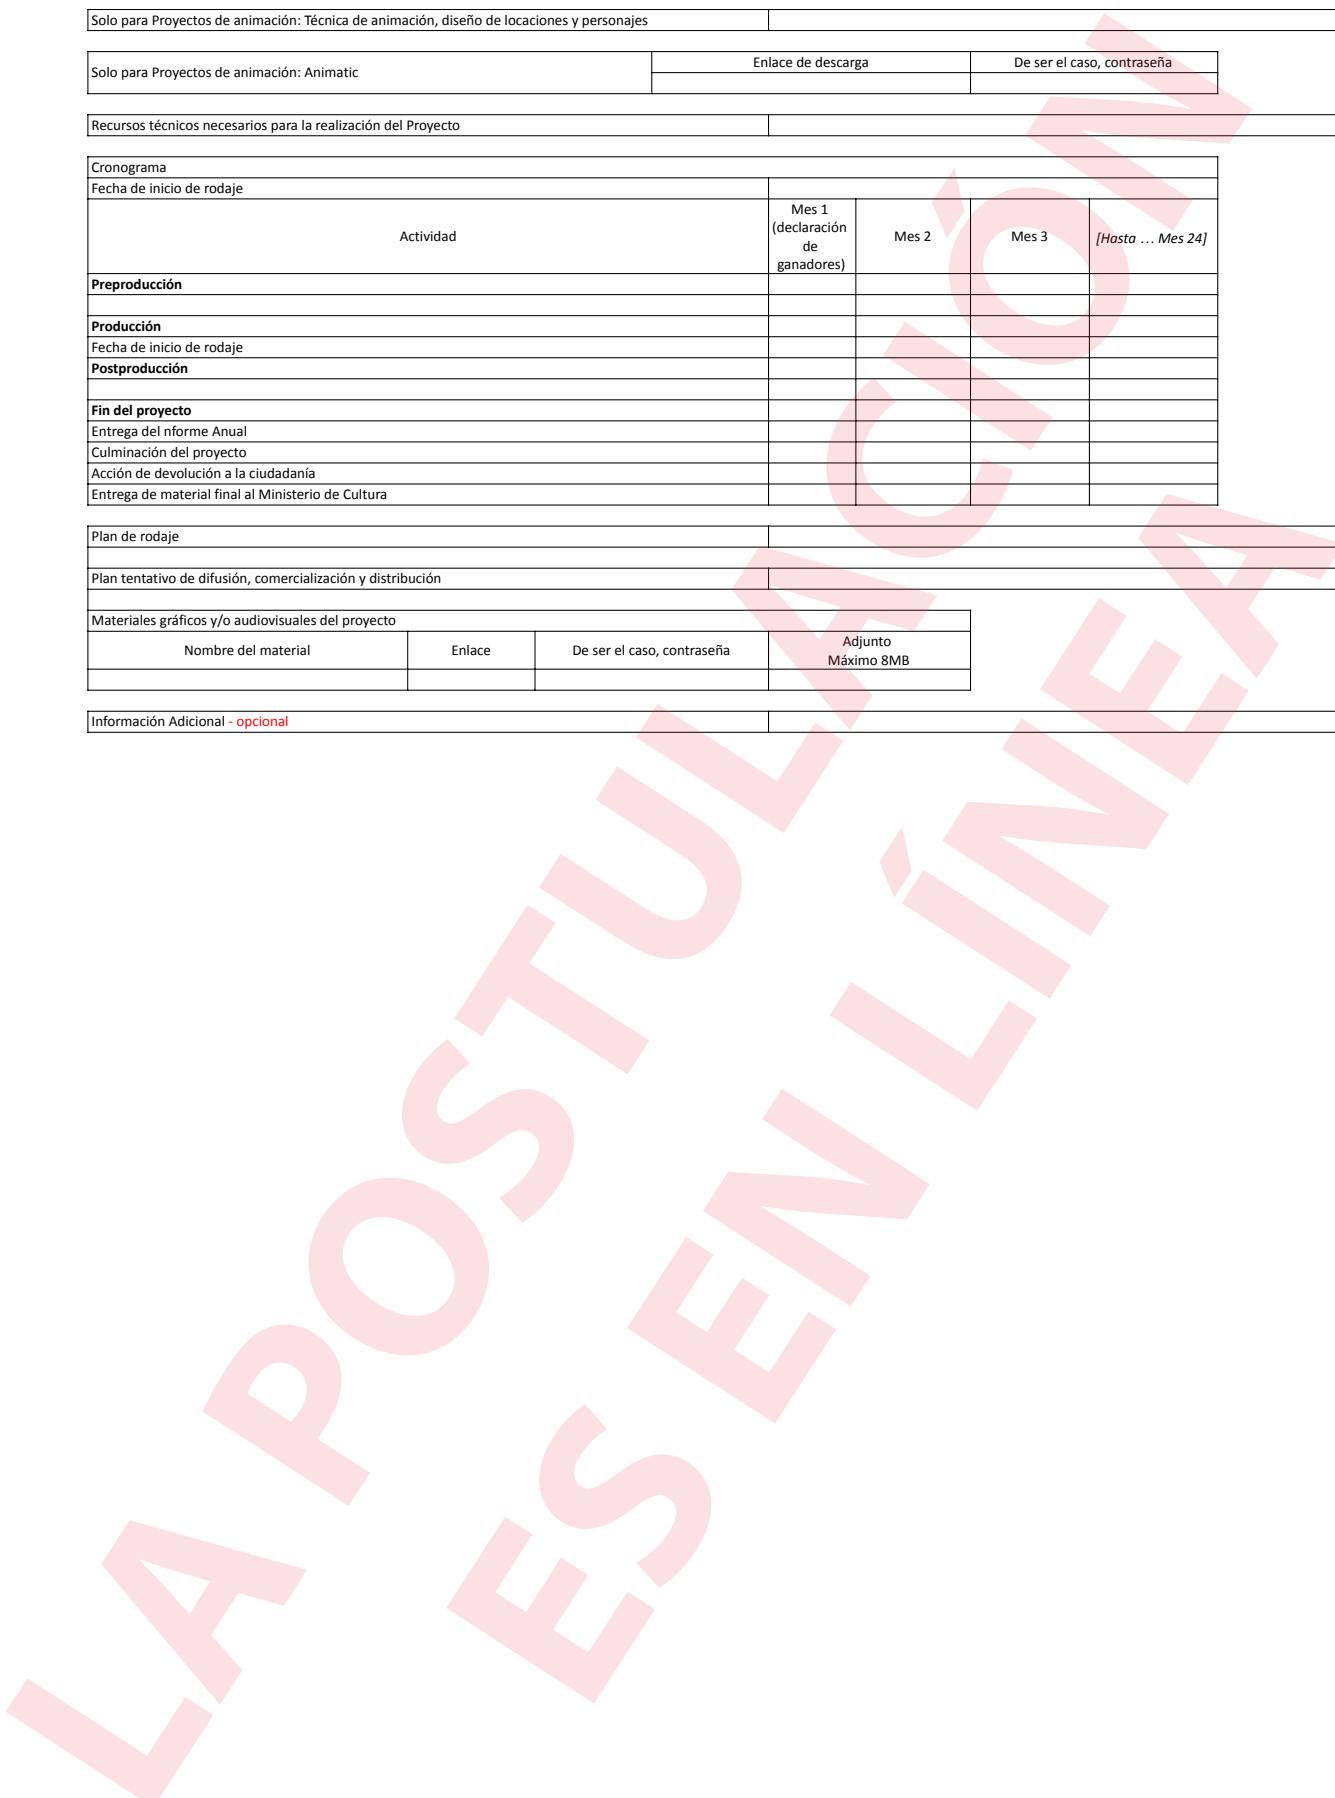 Solo para Proyectos de animación: Técnica de animación, diseño de locaciones y personajes
Solo para Proyectos de animación: Animatic
Enlace de descarga
De ser el caso, contraseña
Recursos técnicos necesarios para la realización del Proyecto
Cronograma
Fecha de inicio de rodaje
Actividad
Mes 1
(declaración
de
ganadores)
Mes 2
Mes 3
[Hasta … Mes 24]
Preproducción
Producción
Fecha de inicio de rodaje
Postproducción
Fin del proyecto
Entrega del nforme Anual
Culminación del proyecto
Acción de devolución a la ciudadanía
Entrega de material final al Ministerio de Cultura
Plan de rodaje
Plan tentativo de difusión, comercialización y distribución
Materiales gráficos y/o audiovisuales del proyecto
Nombre del material
Enlace
De ser el caso, contraseña
Adjunto
Máximo 8MB
Información Adicional - opcional
LA POSTULACIÓN
ES EN LÍNEA